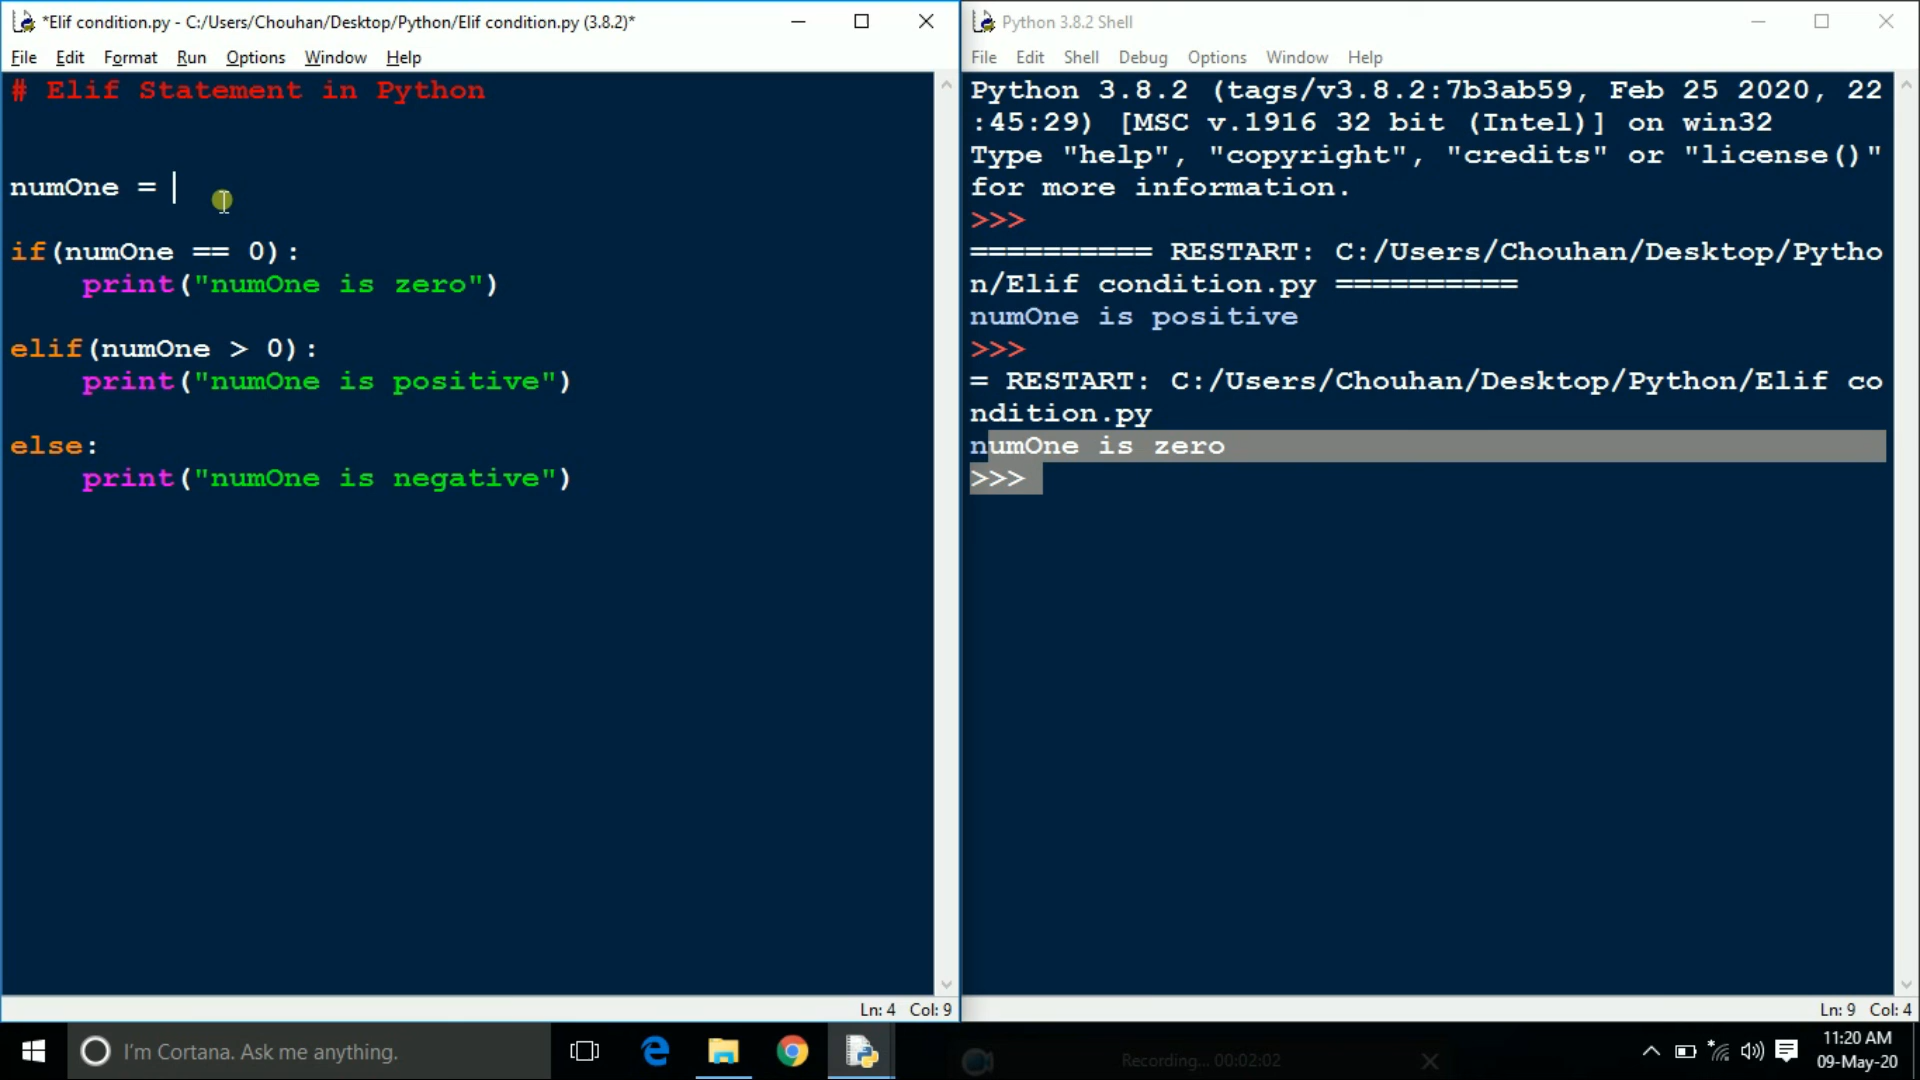 *Elif condition.py - C:/Users/Chouhan/Desktop/Python/Elif condition.py (3.8.2)*
File Edit Format Run Options Window Help
# Elif Statement in Python
numOne =
if(numOne == 0):
print("numOne is zero")
elif(numOne > 0):
print("numOne is positive")
else:
print("numOne is negative")
Ln: 4 Col: 9
Python 3.8.2 Shell
File Edit Shell Debug Options Window Help
Python 3.8.2 (tags/v3.8.2:7b3ab59, Feb 25 2020, 22
:45:29) [MSC v.1916 32 bit (Intel)] on win32
Type "help", "copyright", "credits" or "license()"
for more information.
>>>
========== RESTART: C:/Users/Chouhan/Desktop/Pytho
n/Elif condition.py ==========
numOne is positive
>>>
= RESTART: C:/Users/Chouhan/Desktop/Python/Elif co
ndition.py
numOne is zero
>>>
Ln: 9 Col: 4
I'm Cortana. Ask me anything.
Recording... 00:02:02
11:20 AM
09-May-20